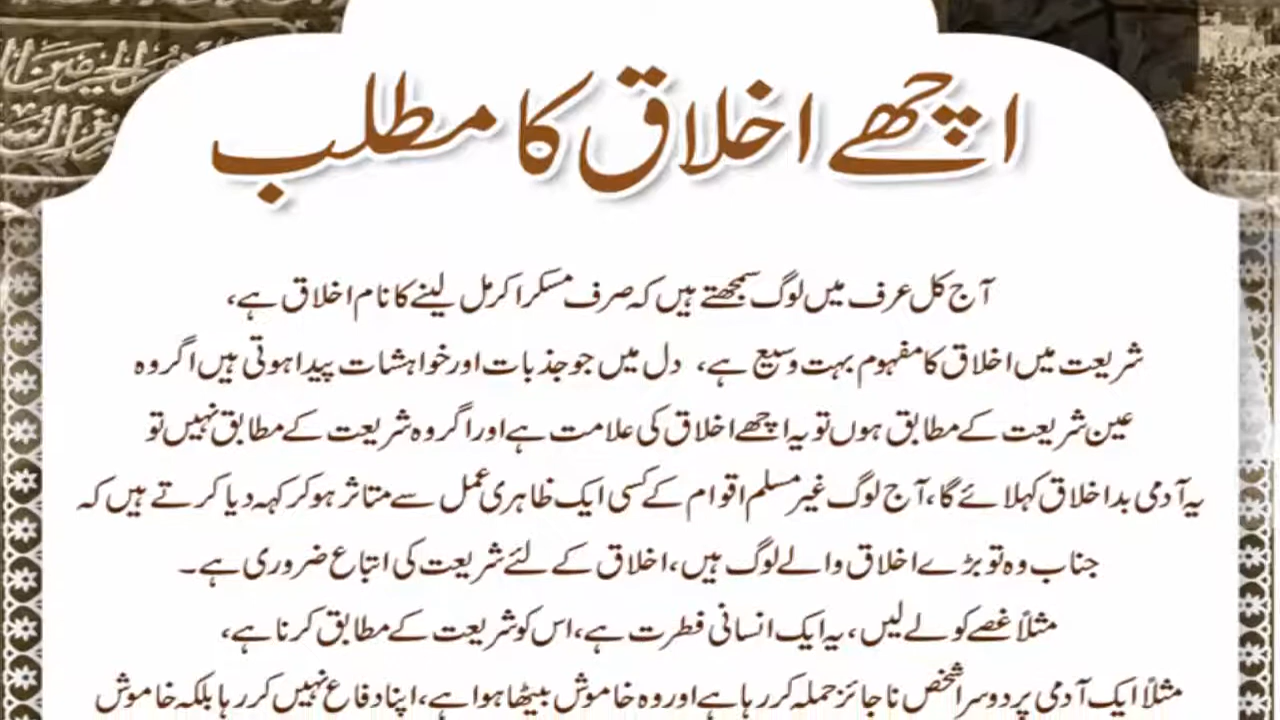 اچھے اخلاق کا مطلب
آج کل عرف میں لوگ سمجھتے ہیں کہ صرف مسکرا کر مل لینے کا نام اخلاق ہے،
شریعت میں اخلاق کا مفہوم بہت وسیع ہے، دل میں جو جذبات اور خواہشات پیدا ہوتی ہیں اگر وہ
عین شریعت کے مطابق ہوں تو یہ اچھے اخلاق کی علامت ہے اور اگر وہ شریعت کے مطابق نہیں تو
یہ آدمی بد اخلاق کہلائے گا، آج لوگ غیر مسلم اقوام کے کسی ایک ظاہری عمل سے متاثر ہو کر کہہ دیا کرتے ہیں کہ
جناب وہ تو بڑے اخلاق والے لوگ ہیں، اخلاق کے لئے شریعت کی اتباع ضروری ہے۔
مثلاً غصے کو لے لیں، یہ ایک انسانی فطرت ہے، اس کو شریعت کے مطابق کرنا ہے،
مثلاً ایک آدمی پر دوسرا شخص ناجائز حملہ کر رہا ہے اور وہ خاموش بیٹھا ہوا ہے، اپنا دفاع نہیں کر رہا بلکہ خاموش